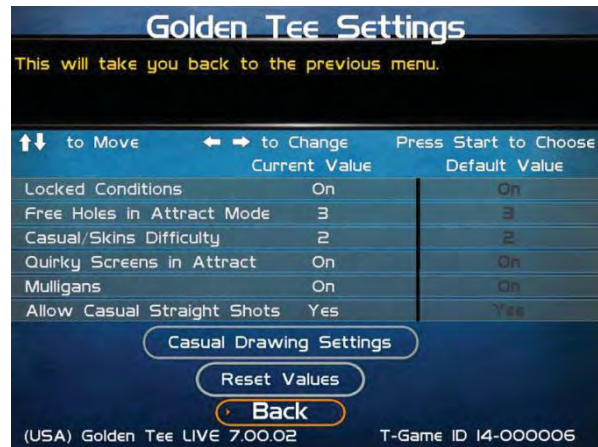 Golden Tee Settings
This will take you back to the previous menu.
to Move to Change Press Start to Choose
Current Value Default Value
Locked Conditions On On
Free Holes in Attract Mode 3 3
Casual/Skins Difficulty 2 2
Quirky Screens in Attract On On
Mulligans On On
Allow Casual Straight Shots Yes Yes
Casual Drawing Settings
Reset Values
Back
(USA) Golden Tee LIVE 7.00.02 T-Game ID 14-000006